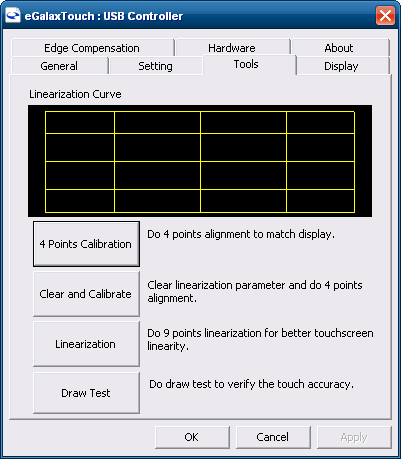 eGalaxTouch : USB Controller
Edge Compensation Hardware About
General Setting Tools Display
Linearization Curve
4 Points Calibration Do 4 points alignment to match display.
Clear and Calibrate Clear linearization parameter and do 4 points
alignment.
Linearization Do 9 points linearization for better touchscreen
linearity.
Draw Test Do draw test to verify the touch accuracy.
OK Cancel Apply